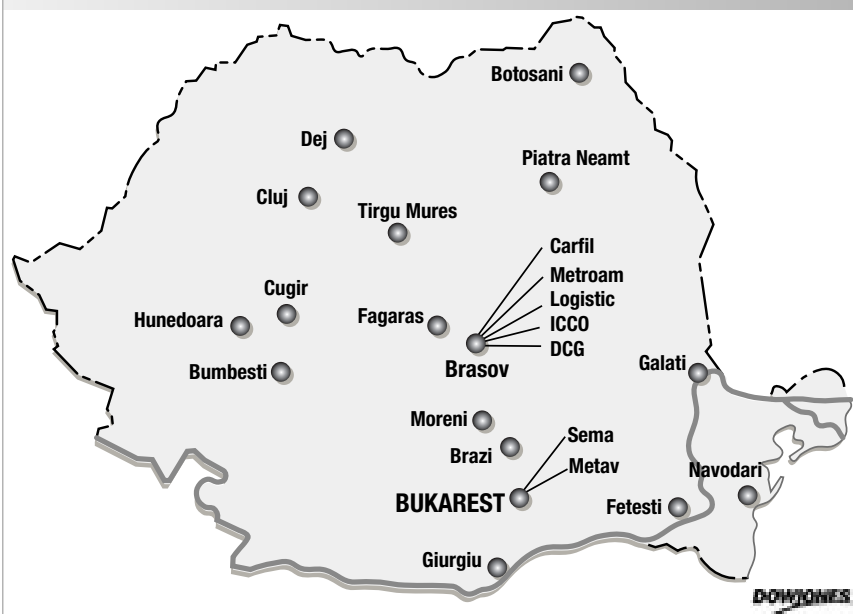 Botosani
Dej
Piatra Neamt
Cluj
Tirgu Mures
Carfil
Metroam
Logistic
ICCO
DCG
Cugir
Hunedoara
Fagaras
Brasov
Bumbesti
Galati
Moreni
Brazi
Sema
Metav
BUKAREST
Navodari
Fetesti
Giurgiu
DOWJONES